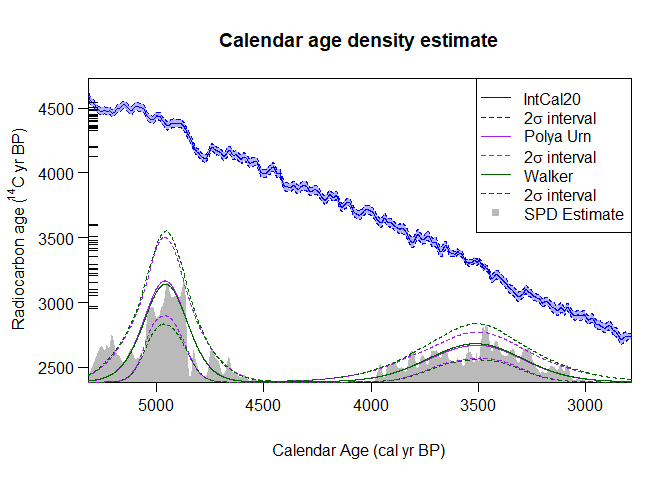 Calendar age density estimate
Radiocarbon age (¹⁴C yr BP)
4500
4000
3500
3000
2500
IntCal20
2σ interval
Polya Urn
2σ interval
Walker
2σ interval
SPD Estimate
5000 4500 4000 3500 3000
Calendar Age (cal yr BP)